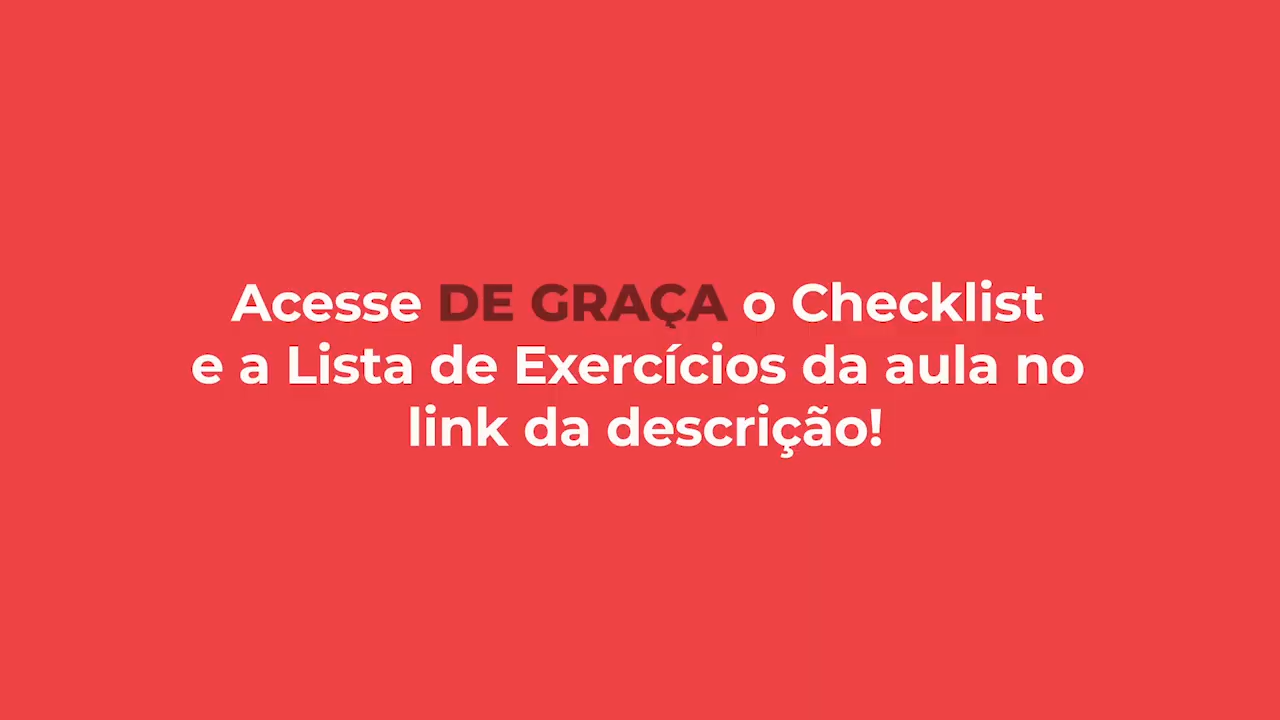 Acesse DE GRAÇA o Checklist
e a Lista de Exercícios da aula no
link da descrição!